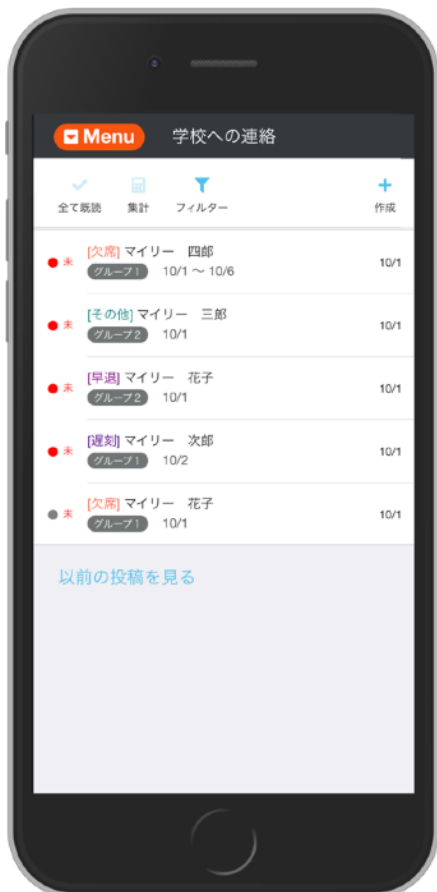 Menu 学校への連絡
全て既読 集計 フィルター 作成
未 [欠席] マイリー 四郎 10/1
グループ1 10/1 ～ 10/6
未 [その他] マイリー 三郎 10/1
グループ2 10/1
未 [早退] マイリー 花子 10/1
グループ2 10/1
未 [遅刻] マイリー 次郎 10/1
グループ1 10/2
未 [欠席] マイリー 花子 10/1
グループ1 10/1
以前の投稿を見る